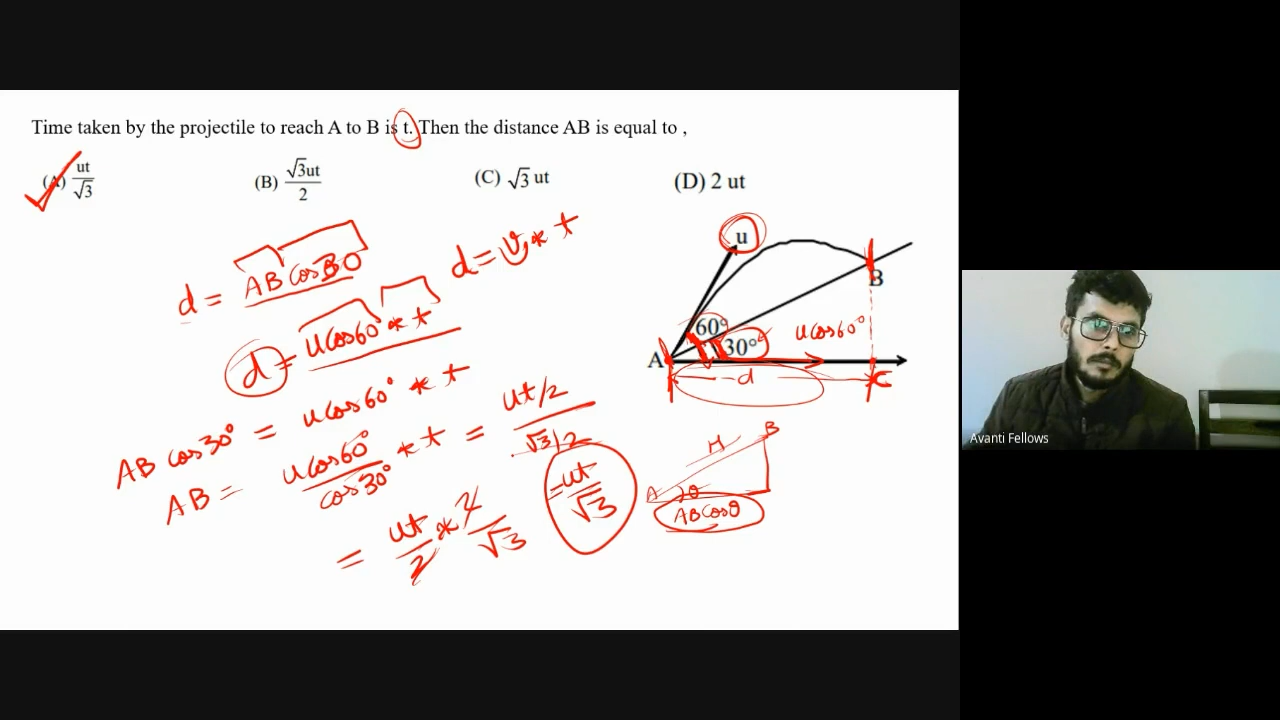 Time taken by the projectile to reach A to B is t. Then the distance AB is equal to ,
(A) ut/√3
(B) √3ut/2
(C) √3 ut
(D) 2 ut
d = AB cos30
d = v * t
d = ucos60° * t
AB cos30° = ucos60° * t
AB = ucos60°/cos30° * t = ut/2 / √3/2
= ut/2 * 2/√3
= ut/√3
u
B
60°
30°
ucos60°
A
d
C
B
H
A
θ
ABcosθ
Avanti Fellows